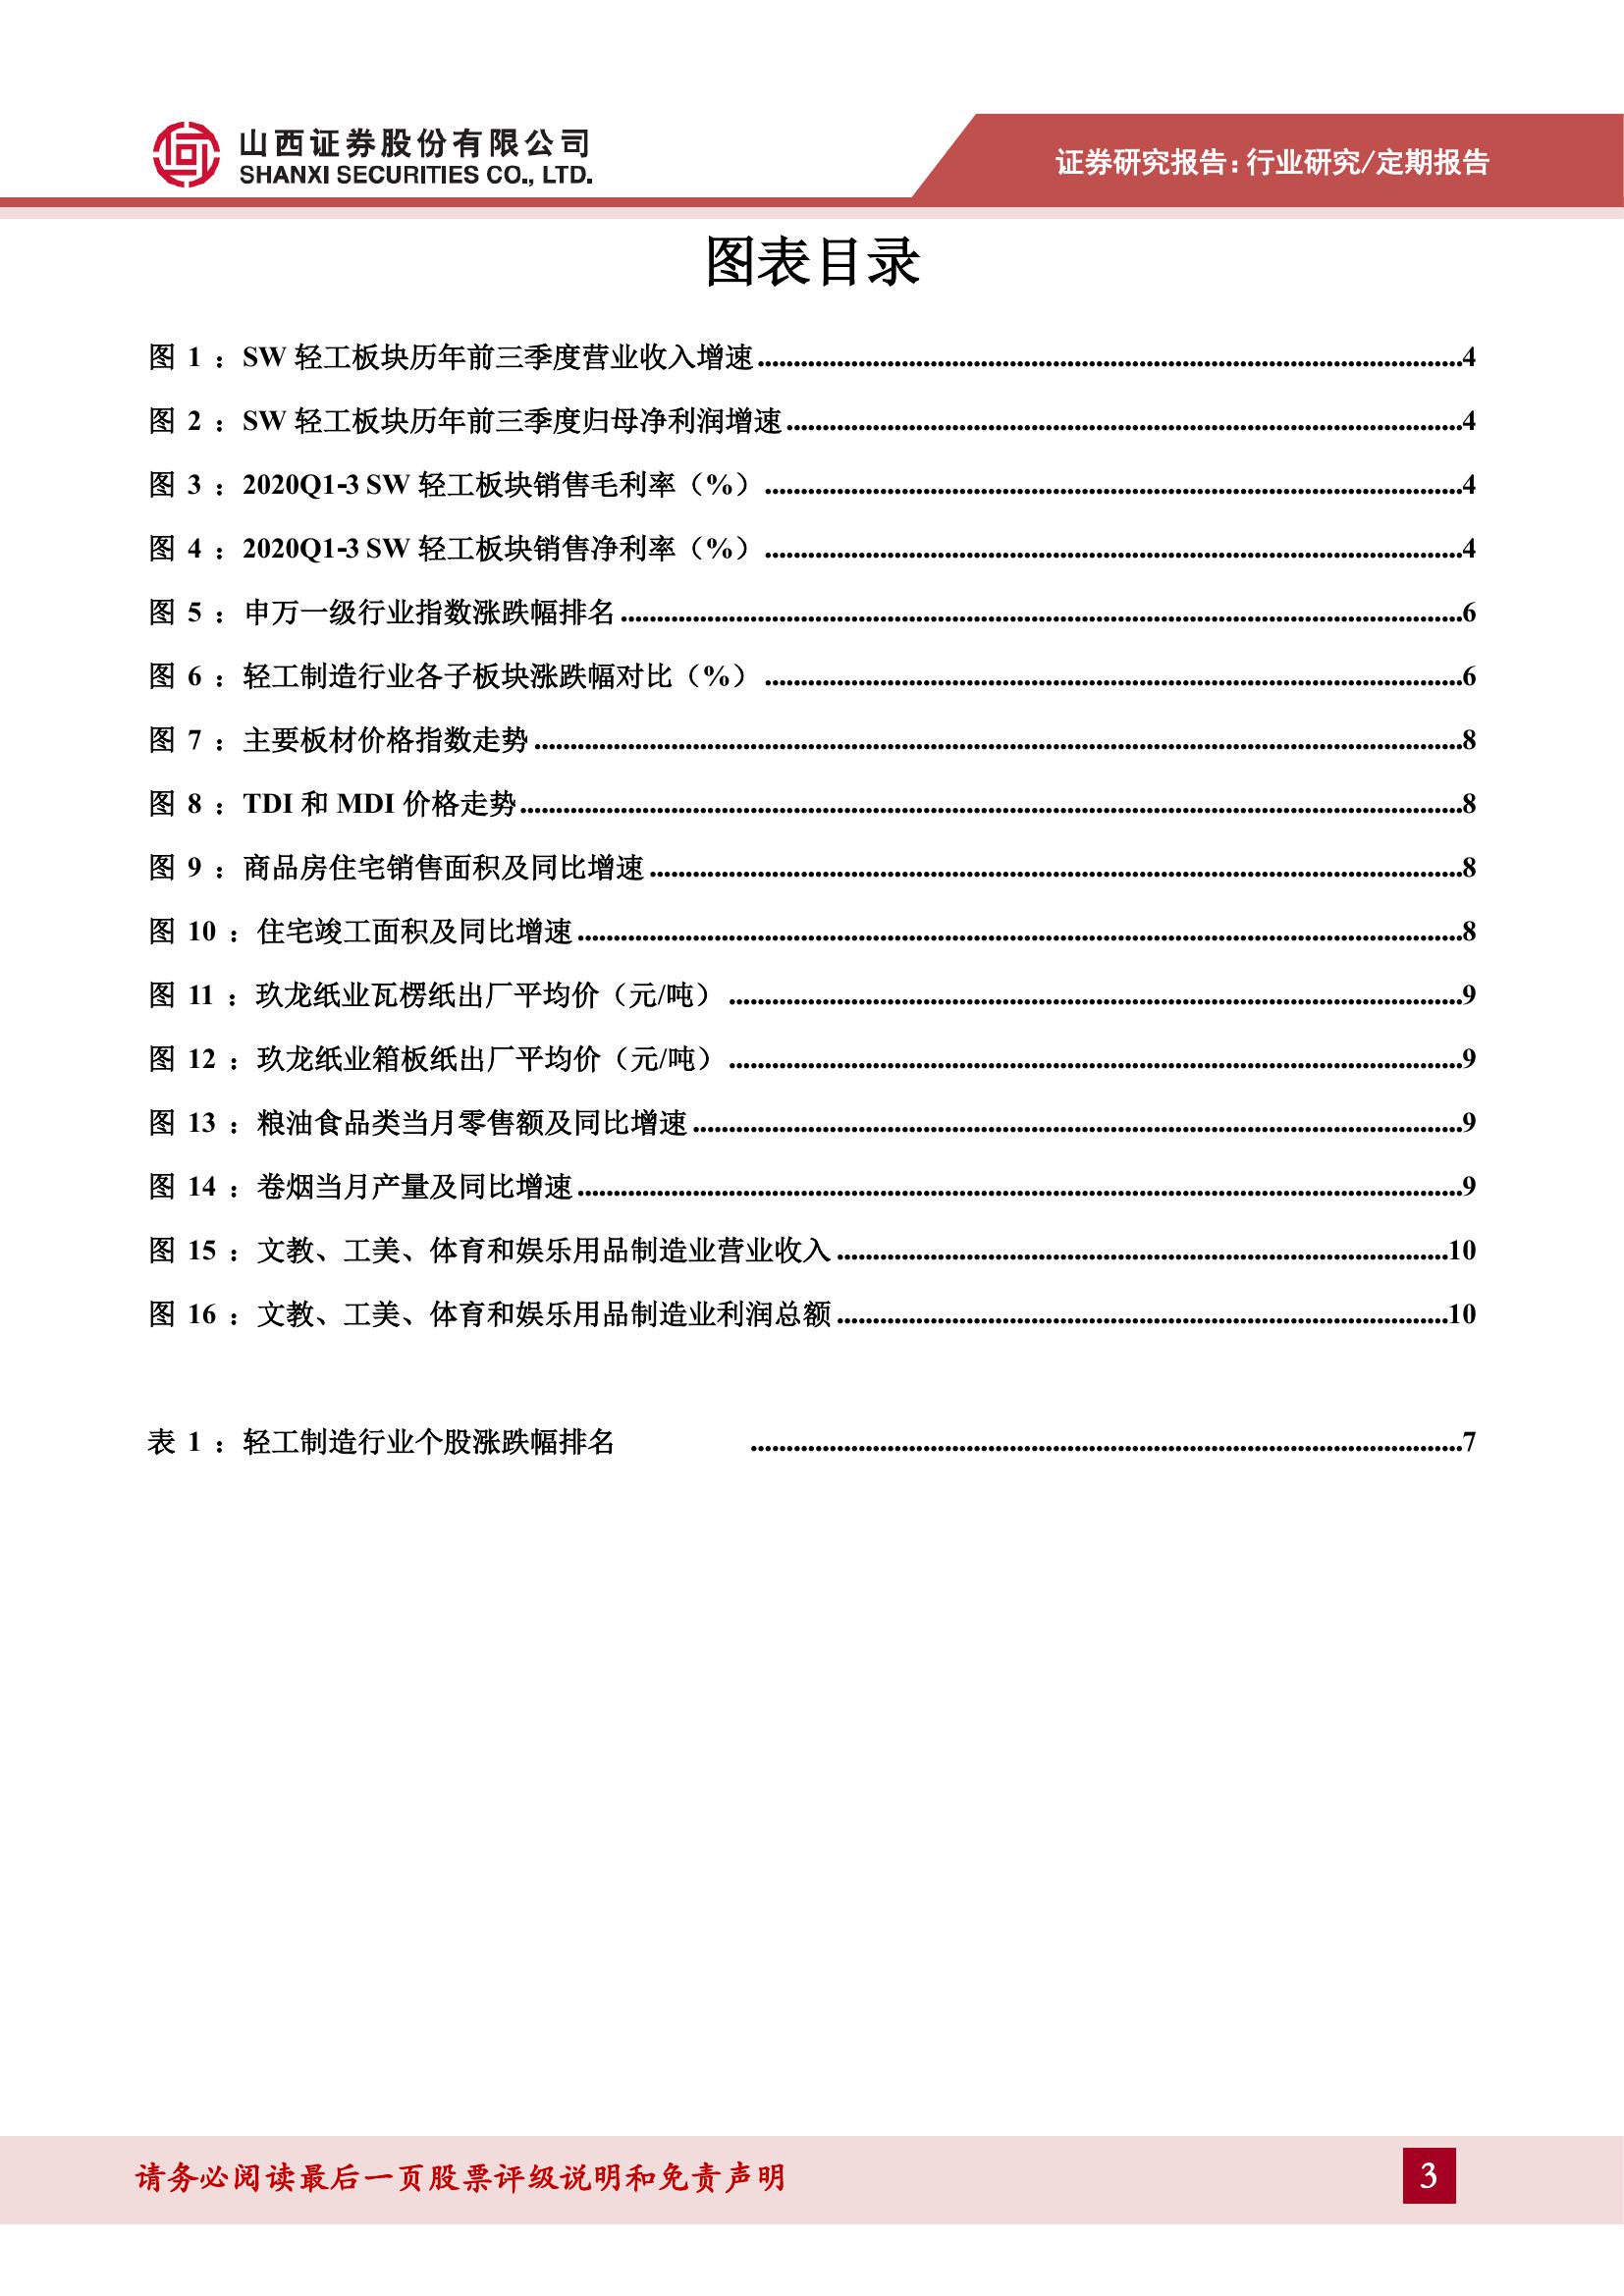 山西证券股份有限公司
SHANXI SECURITIES CO., LTD.
证券研究报告:行业研究/定期报告
图表目录
图 1 :SW 轻工板块历年前三季度营业收入增速................................4
图 2 :SW 轻工板块历年前三季度归母净利润增速................................4
图 3 :2020Q1-3 SW 轻工板块销售毛利率（%）................................4
图 4 :2020Q1-3 SW 轻工板块销售净利率（%）................................4
图 5 :申万一级行业指数涨跌幅排名................................6
图 6 :轻工制造行业各子板块涨跌幅对比（%）................................6
图 7 :主要板材价格指数走势................................8
图 8 :TDI 和 MDI 价格走势................................8
图 9 :商品房住宅销售面积及同比增速................................8
图 10 :住宅竣工面积及同比增速................................8
图 11 :玖龙纸业瓦楞纸出厂平均价（元/吨）................................9
图 12 :玖龙纸业箱板纸出厂平均价（元/吨）................................9
图 13 :粮油食品类当月零售额及同比增速................................9
图 14 :卷烟当月产量及同比增速................................9
图 15 :文教、工美、体育和娱乐用品制造业营业收入................................10
图 16 :文教、工美、体育和娱乐用品制造业利润总额................................10
表 1 :轻工制造行业个股涨跌幅排名 ................................7
请务必阅读最后一页股票评级说明和免责声明
3